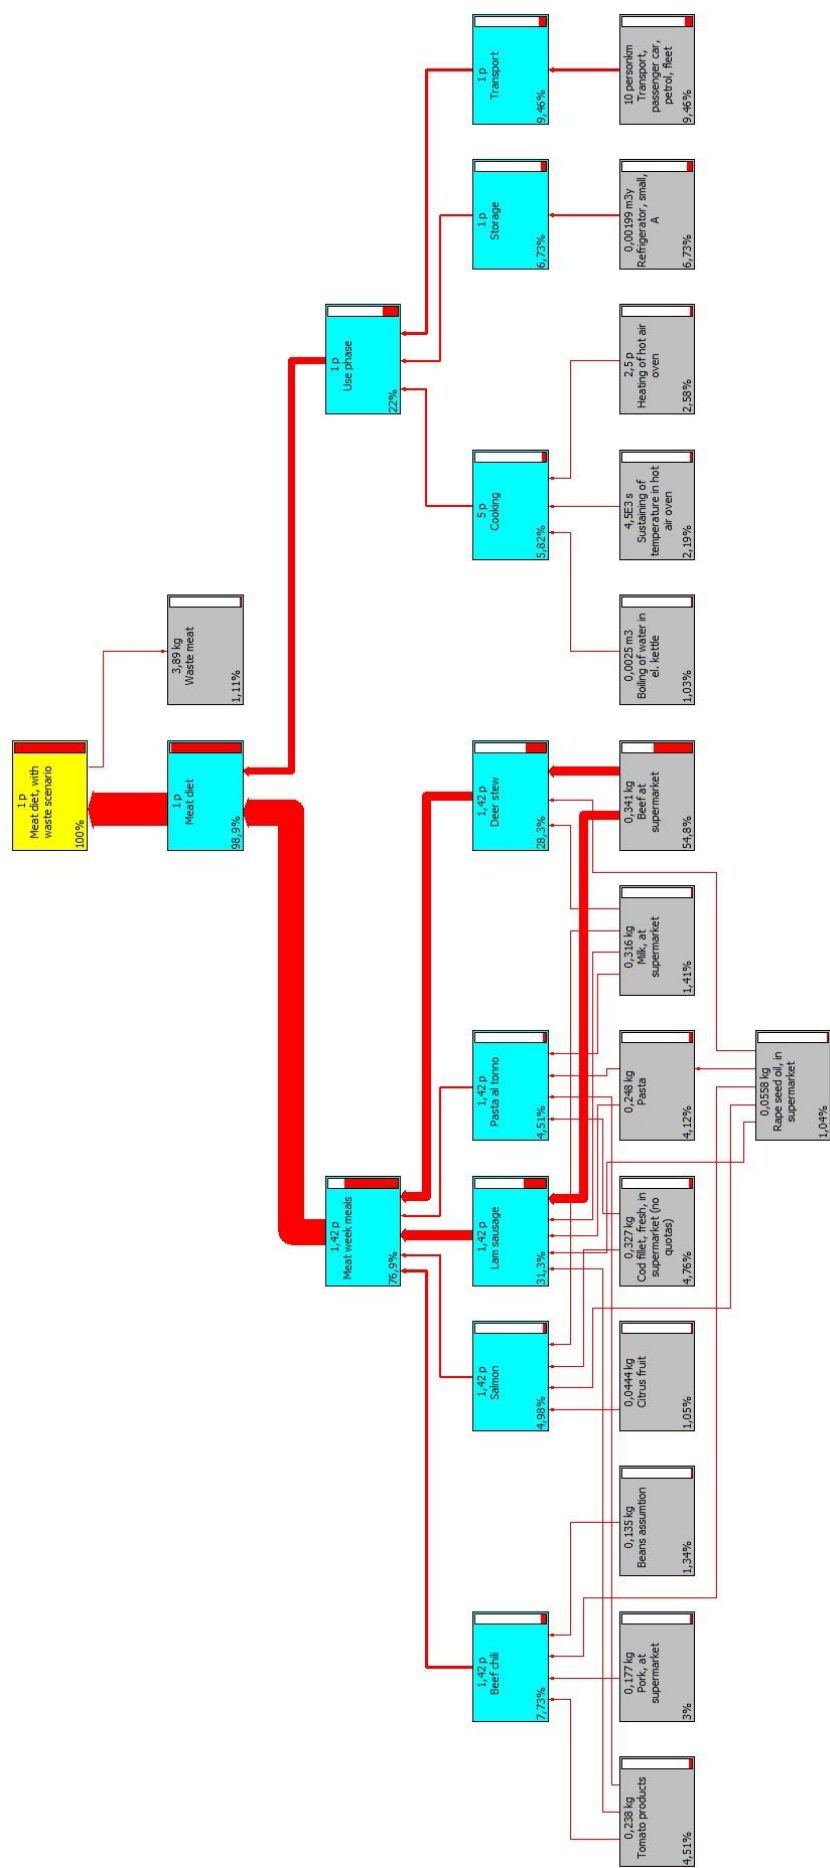 1 p
Meat diet, with
waste scenario
100%
1 p
Meat diet
98,9%
3,89 kg
Waste meat
1,11%
1,42 p
Meat week meals
76,9%
1 p
Use phase
22%
1,42 p
Beef chili
7,73%
1,42 p
Salmon
4,98%
1,42 p
Lam sausage
31,3%
1,42 p
Pasta al tonno
4,51%
1,42 p
Deer stew
28,3%
5 p
Cooking
5,82%
1 p
Storage
6,73%
1 p
Transport
9,46%
0,238 kg
Tomato products
4,51%
0,177 kg
Pork, at
supermarket
3%
0,135 kg
Beans assumtion
1,34%
0,0444 kg
Citrus fruit
1,05%
0,327 kg
Cod fillet, fresh, in
supermarket (no
quotas)
4,76%
0,248 kg
Pasta
4,12%
0,316 kg
Milk, at
supermarket
1,41%
0,341 kg
Beef at
supermarket
54,8%
0,0025 m3
Boiling of water in
el. kettle
1,03%
4,5E3 s
Sustaining of
temperature in hot
air oven
2,19%
2,5 p
Heating of hot air
oven
2,58%
0,00199 m3y
Refrigerator, small,
A
6,73%
10 personkm
Transport,
passenger car,
petrol, fleet
9,46%
0,0558 kg
Rape seed oil, in
supermarket
1,04%